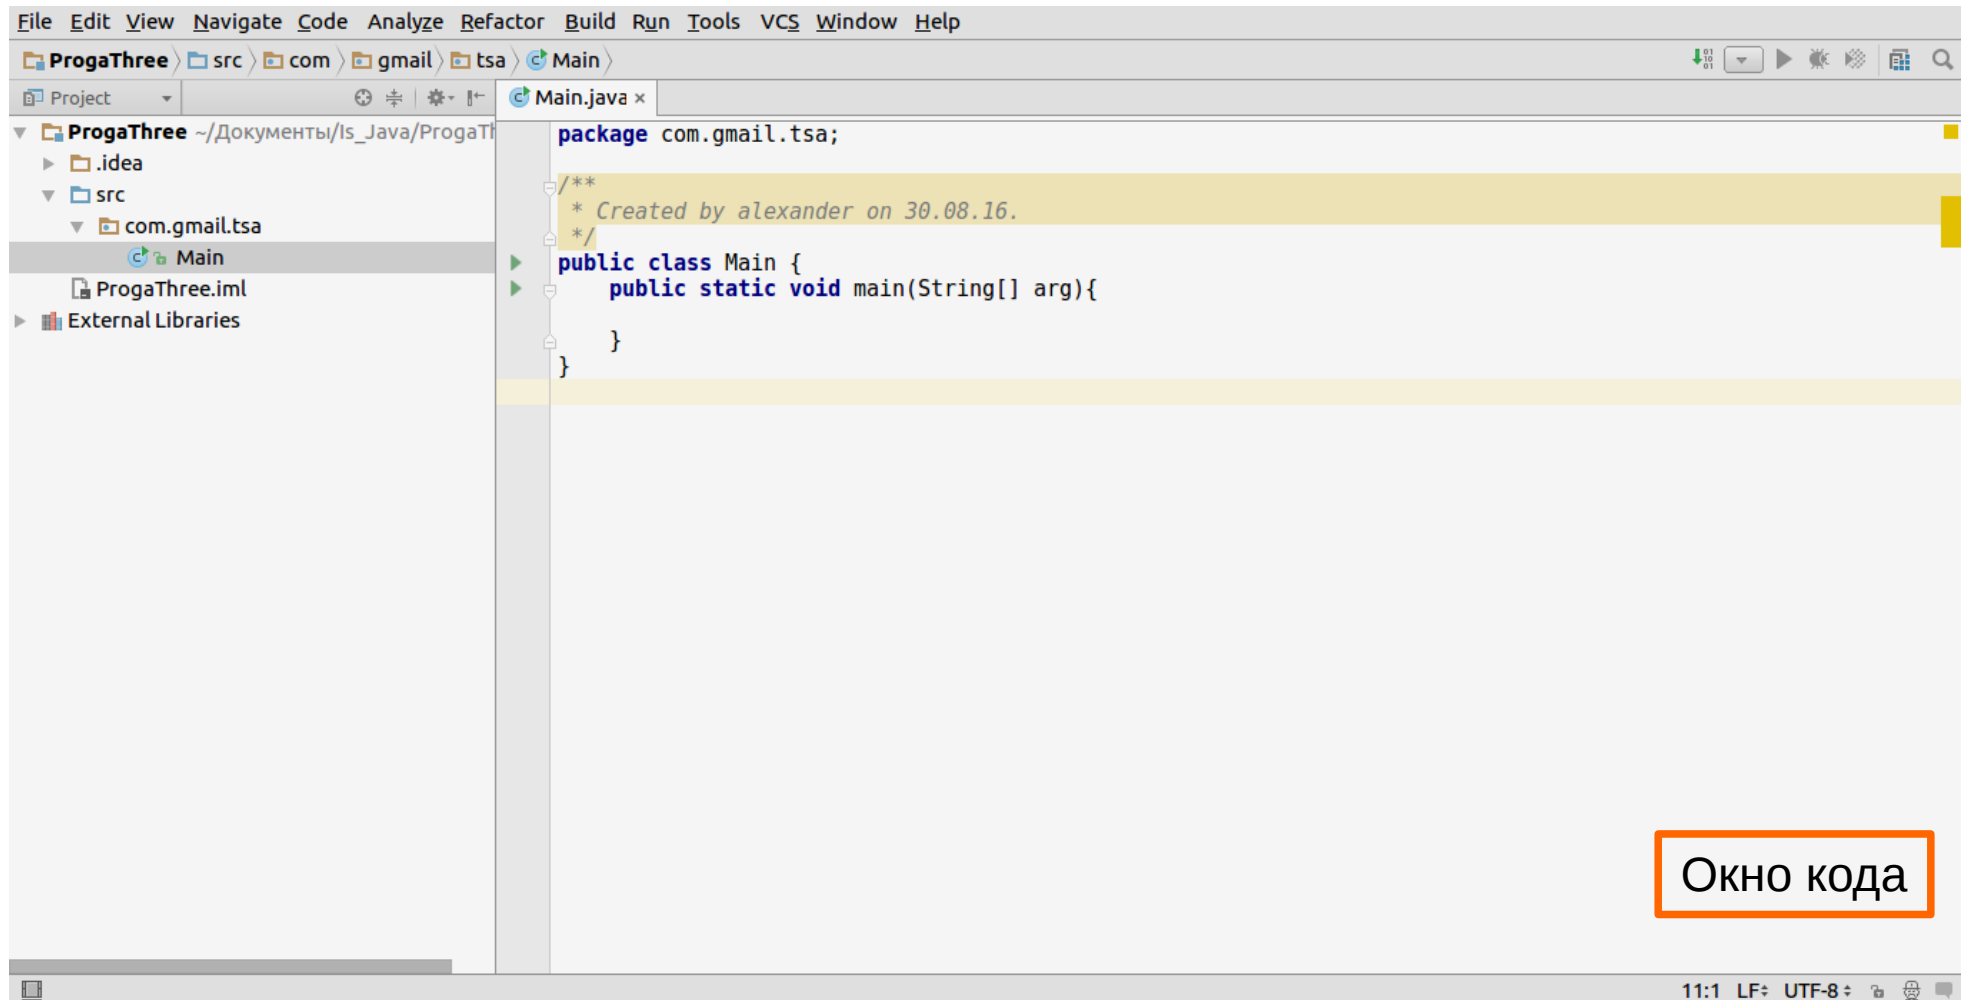 File Edit View Navigate Code Analyze Refactor Build Run Tools VCS Window Help
ProgaThree src com gmail tsa Main
Project
Main.java
ProgaThree ~/Документы/Is_Java/ProgaTh
.idea
src
com.gmail.tsa
Main
ProgaThree.iml
External Libraries
package com.gmail.tsa;
/**
* Created by alexander on 30.08.16.
*/
public class Main {
public static void main(String[] arg){
}
}
Окно кода
11:1 LF UTF-8